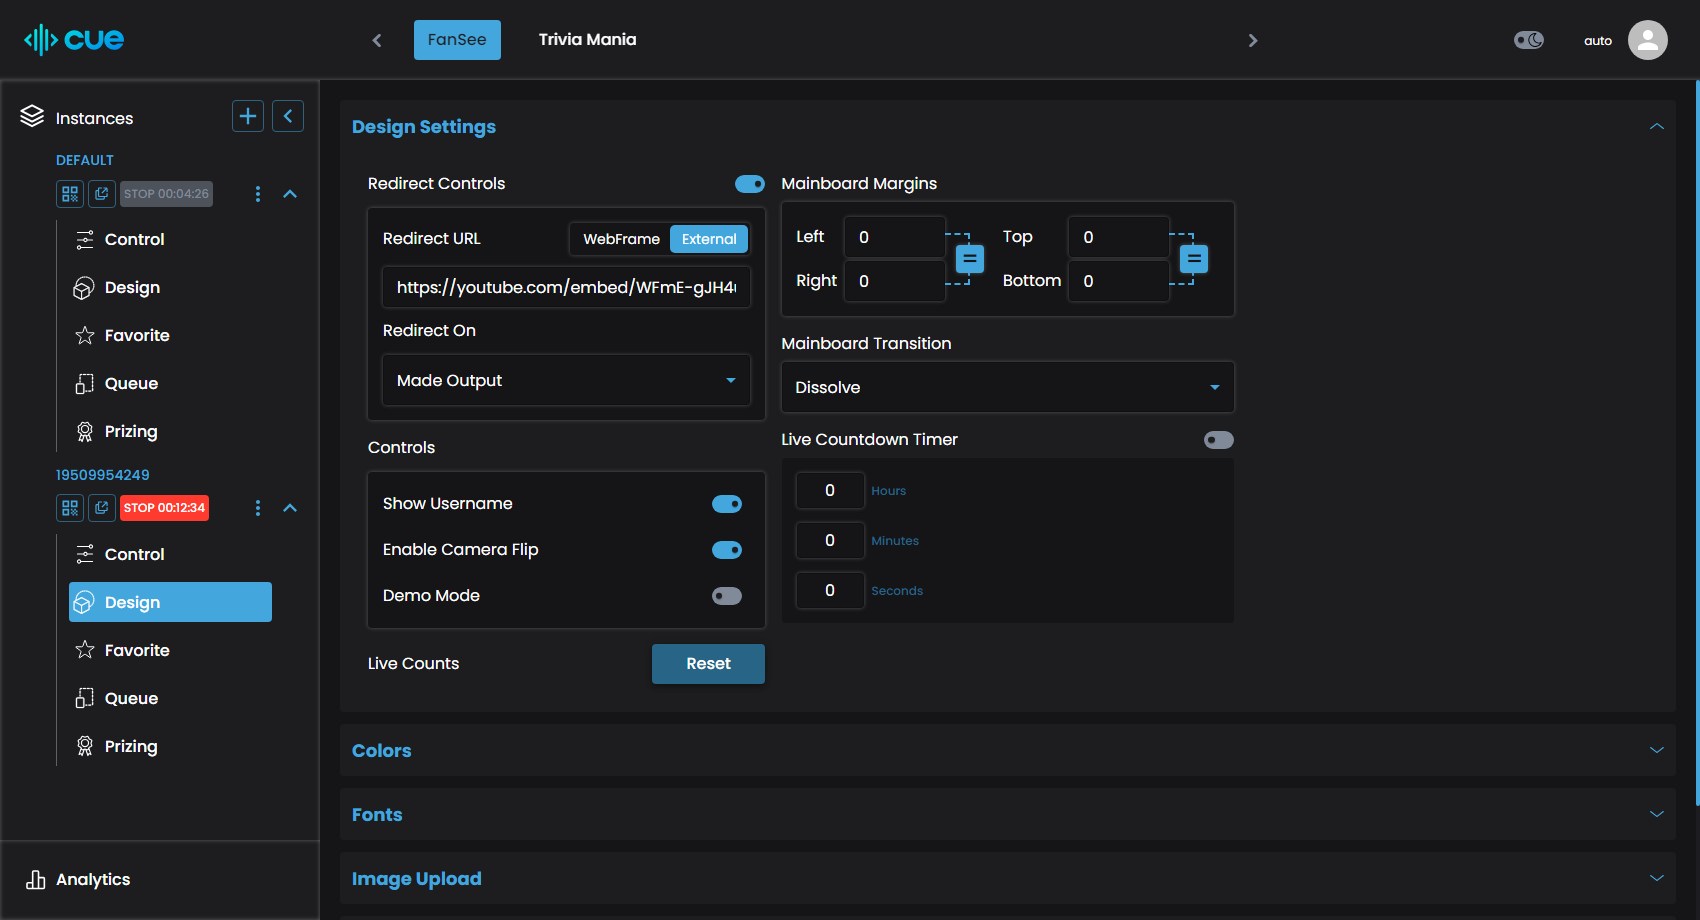 cue
FanSee
Trivia Mania
auto
Instances
DEFAULT
STOP 00:04:26
Control
Design
Favorite
Queue
Prizing
19509954249
STOP 00:12:34
Control
Design
Favorite
Queue
Prizing
Analytics
Design Settings
Redirect Controls
Redirect URL
WebFrame
External
https://youtube.com/embed/WFmE-gJH4
Redirect On
Made Output
Controls
Show Username
Enable Camera Flip
Demo Mode
Live Counts
Reset
Mainboard Margins
Left 0
Top 0
Right 0
Bottom 0
Mainboard Transition
Dissolve
Live Countdown Timer
0 Hours
0 Minutes
0 Seconds
Colors
Fonts
Image Upload